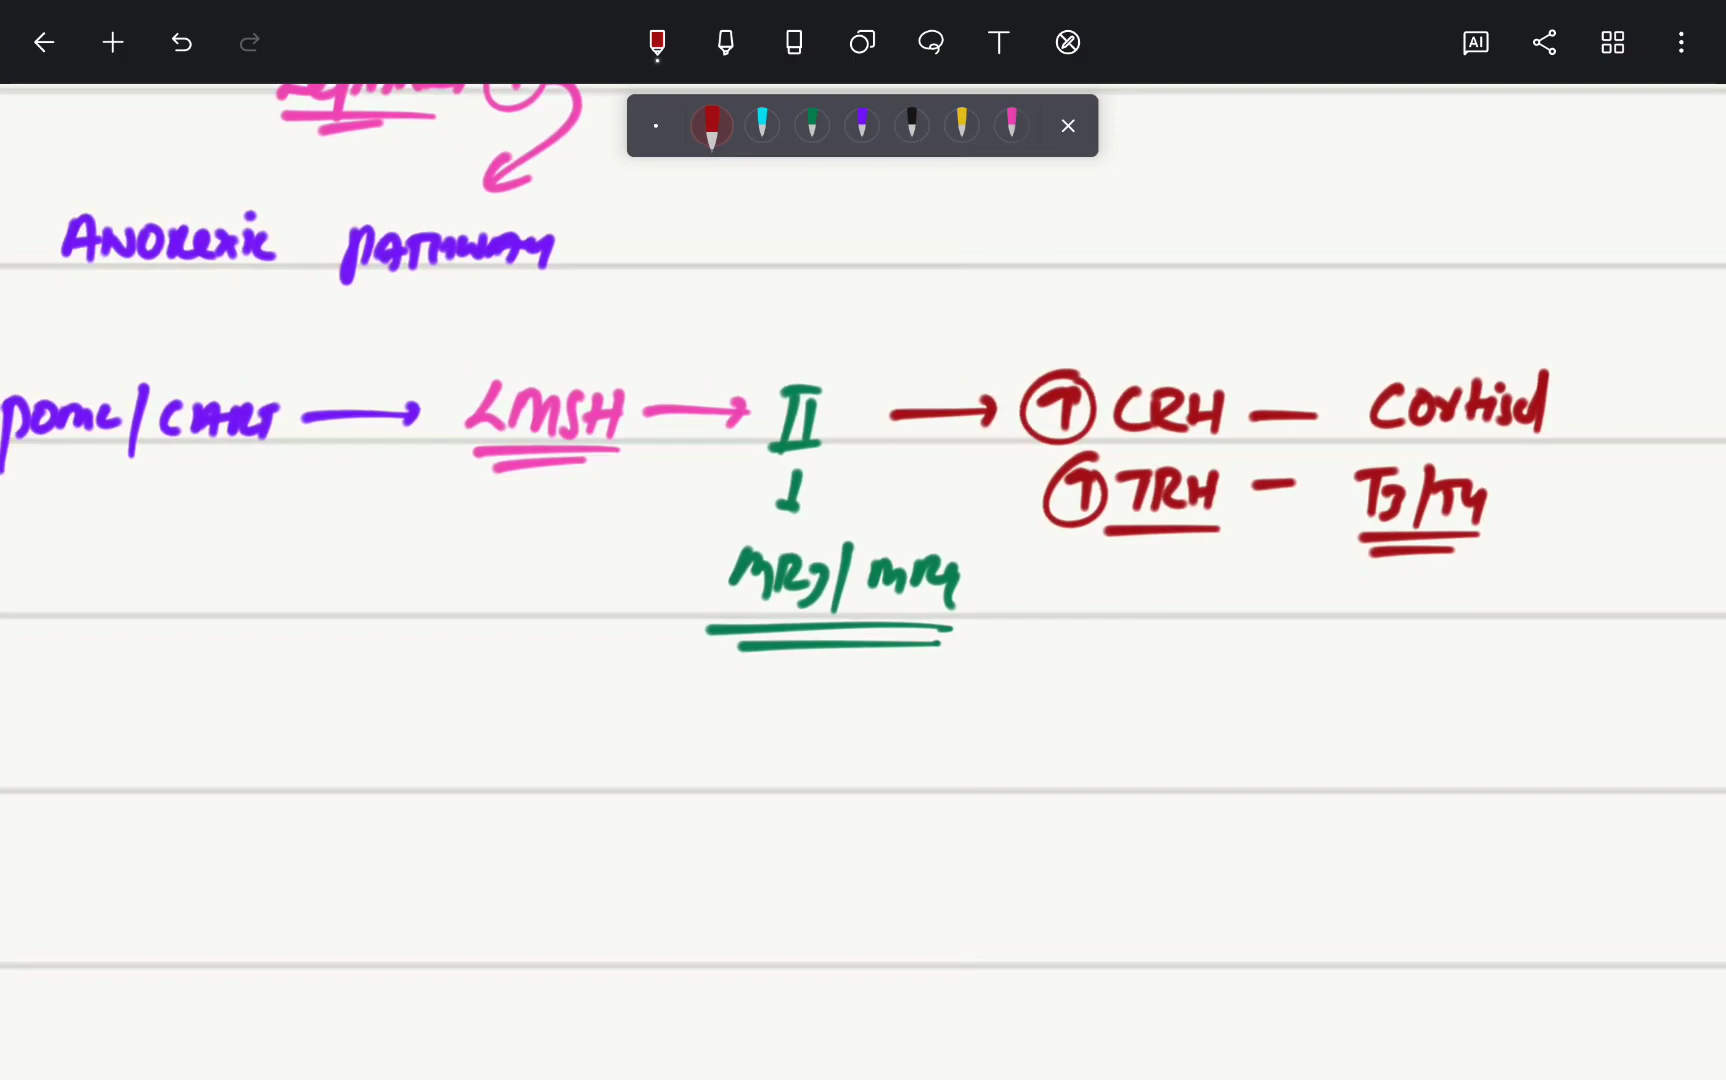 Anorexic pathway
POMC/CART → αMSH → II → ↑ CRH — Cortisol
↑ TRH — T3/T4
MR3/MR4